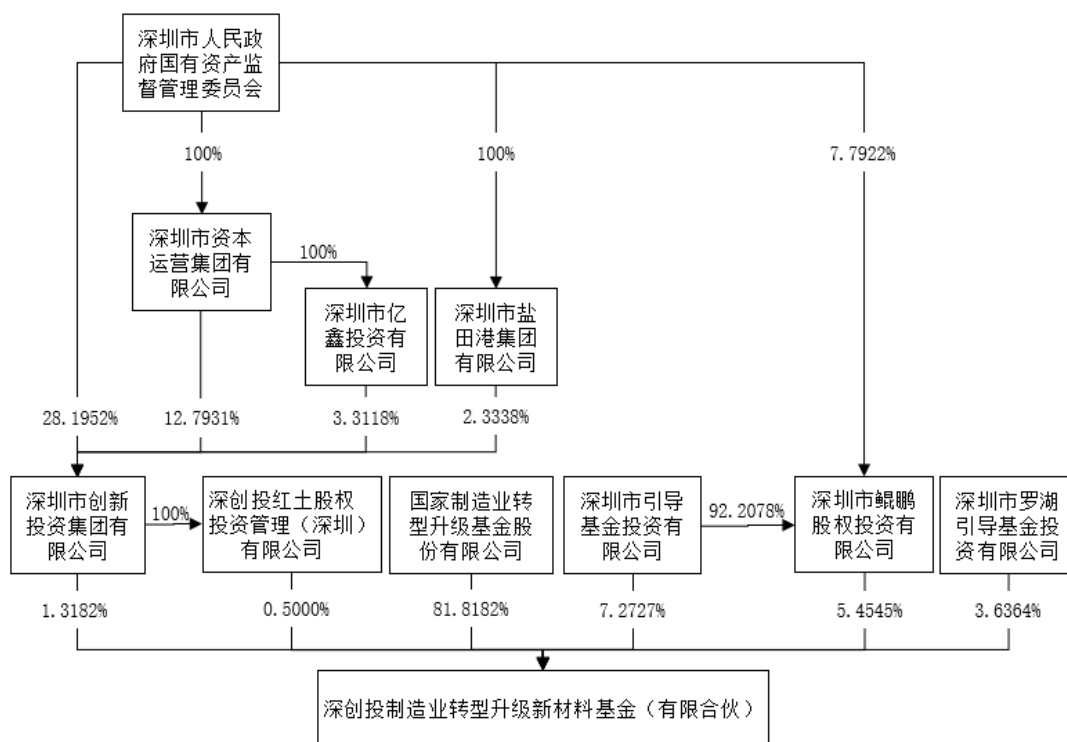 深圳市人民政
府国有资产监
督管理委员会
100%
100%
7.7922%
深圳市资本
运营集团有
限公司
100%
深圳市亿
鑫投资有
限公司
深圳市盐
田港集团
有限公司
28.1952%
12.7931%
3.3118%
2.3338%
深圳市创新
投资集团有
限公司
100%
深创投红土股权
投资管理（深圳）
有限公司
国家制造业转
型升级基金股
份有限公司
深圳市引导
基金投资有
限公司
92.2078%
深圳市鲲鹏
股权投资有
限公司
深圳市罗湖
引导基金投
资有限公司
1.3182%
0.5000%
81.8182%
7.2727%
5.4545%
3.6364%
深创投制造业转型升级新材料基金（有限合伙）